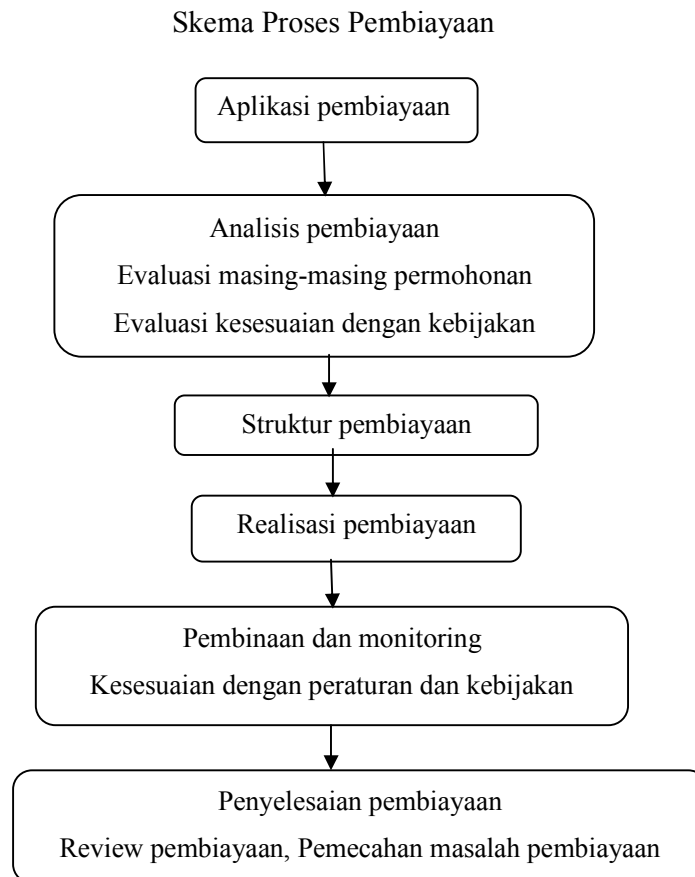 Skema Proses Pembiayaan
Aplikasi pembiayaan
Analisis pembiayaan
Evaluasi masing-masing permohonan
Evaluasi kesesuaian dengan kebijakan
Struktur pembiayaan
Realisasi pembiayaan
Pembinaan dan monitoring
Kesesuaian dengan peraturan dan kebijakan
Penyelesaian pembiayaan
Review pembiayaan, Pemecahan masalah pembiayaan